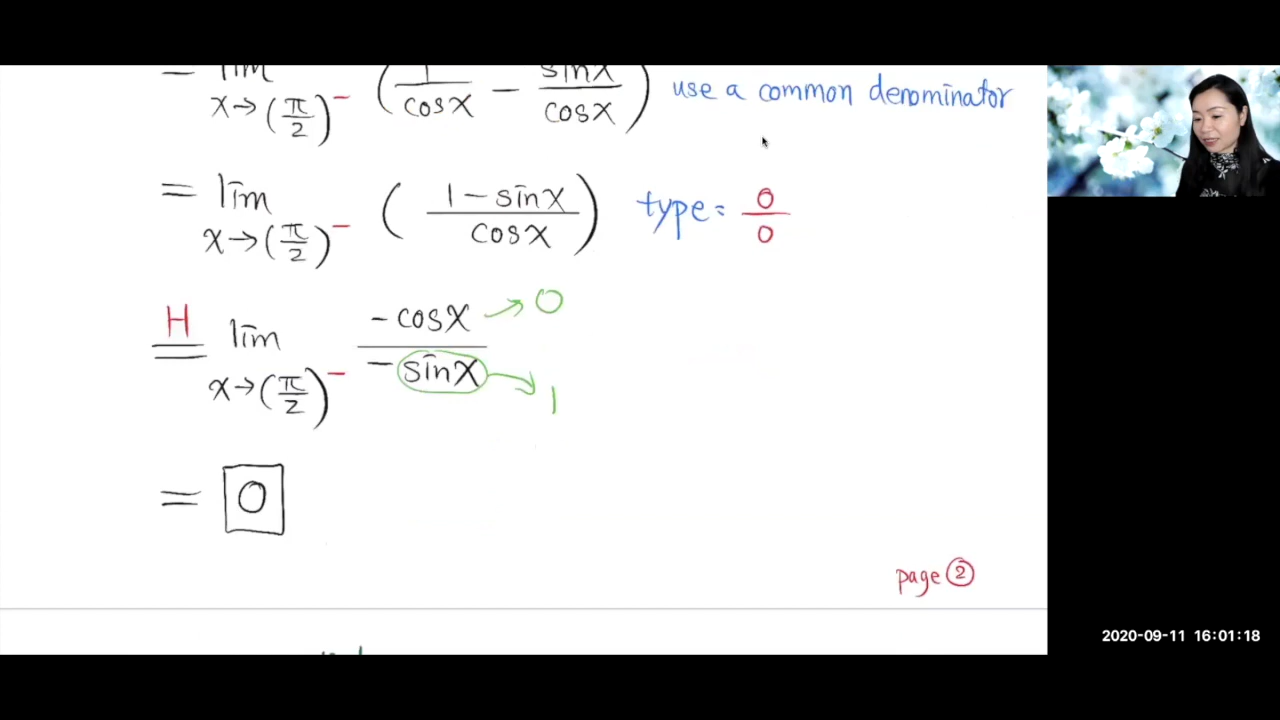 = lim x→(π/2)⁻ (1/cosx − sinx/cosx) use a common denominator
= lim x→(π/2)⁻ ((1 − sinx)/cosx) type = 0/0
H= lim x→(π/2)⁻ (−cosx)/(−sinx) → 0 → 1
= 0
page 2
2020-09-11 16:01:18